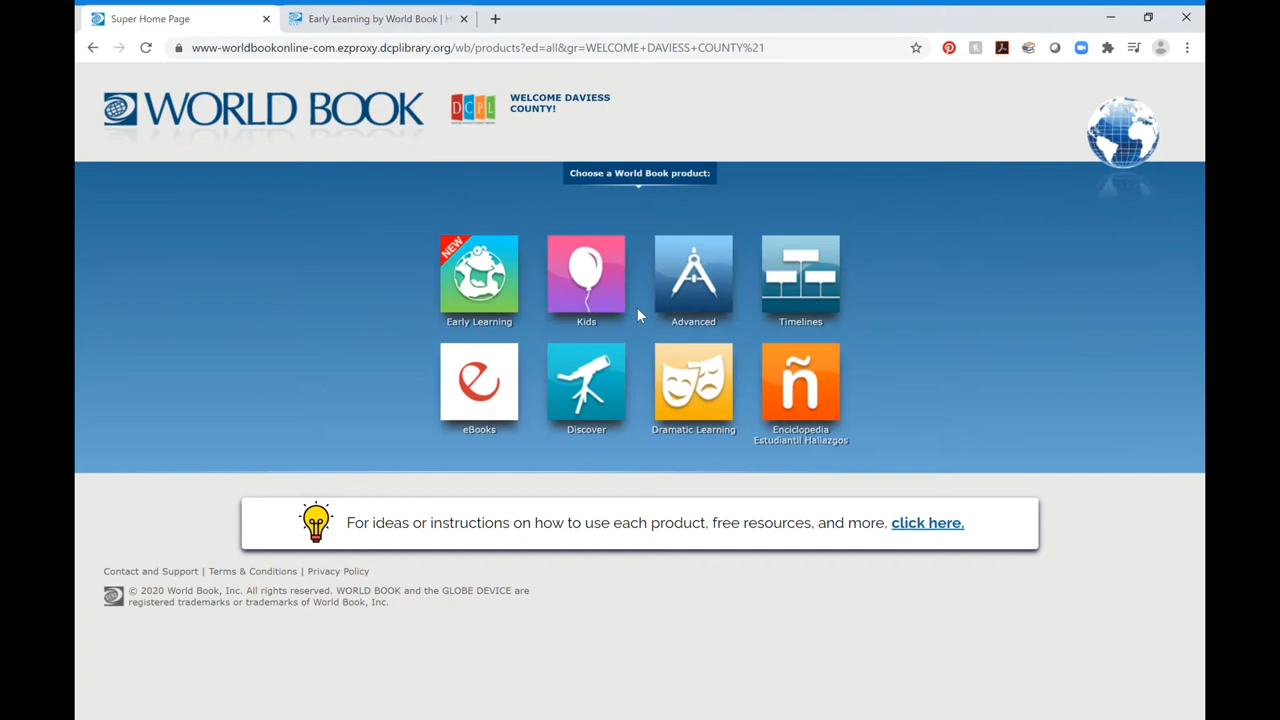 Super Home Page
Early Learning by World Book | H
www-worldbookonline-com.ezproxy.dcplibrary.org/wb/products?ed=all&gr=WELCOME+DAVIESS+COUNTY%21
WORLD BOOK
DCPL
WELCOME DAVIESS
COUNTY!
Choose a World Book product:
NEW
Early Learning
Kids
Advanced
Timelines
e
ñ
eBooks
Discover
Dramatic Learning
Enciclopedia
Estudiantil Hallazgos
For ideas or instructions on how to use each product, free resources, and more, click here.
Contact and Support | Terms & Conditions | Privacy Policy
© 2020 World Book, Inc. All rights reserved. WORLD BOOK and the GLOBE DEVICE are
registered trademarks or trademarks of World Book, Inc.